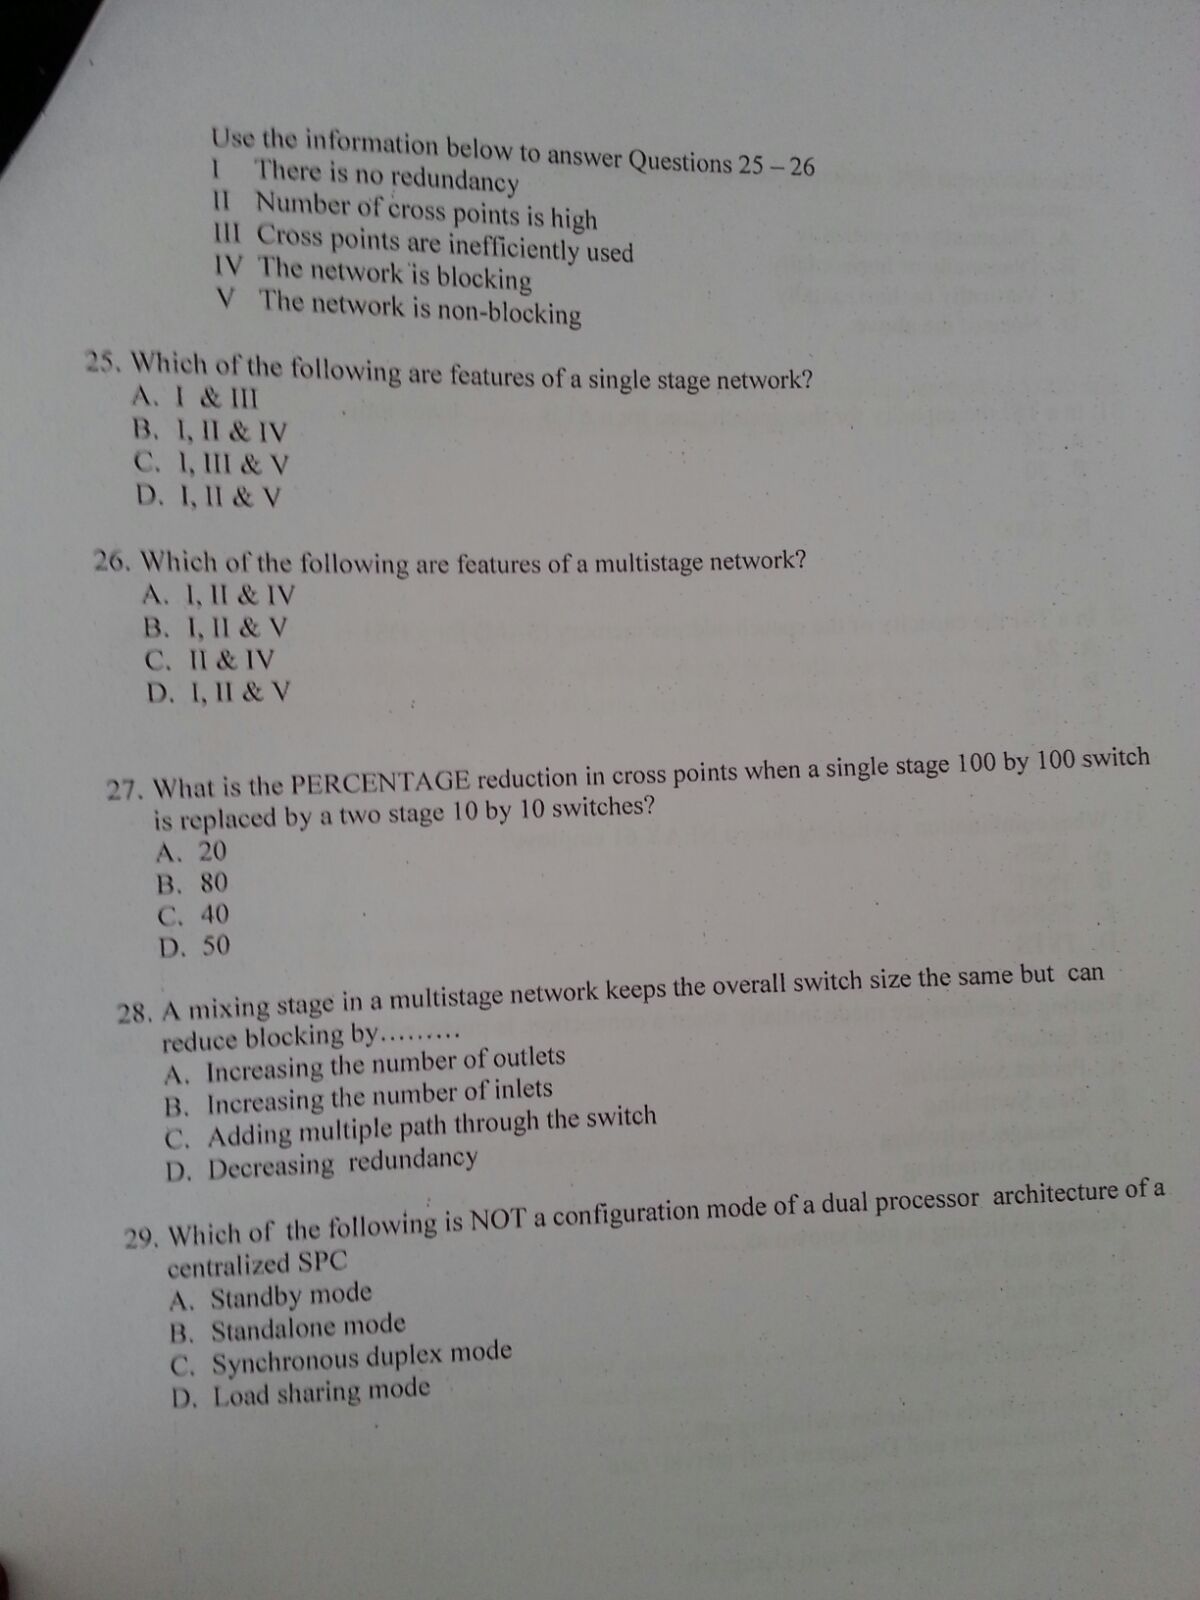 Use the information below to answer Questions 25 – 26
I There is no redundancy
II Number of cross points is high
III Cross points are inefficiently used
IV The network is blocking
V The network is non-blocking
25. Which of the following are features of a single stage network?
A. I & III
B. I, II & IV
C. I, III & V
D. I, II & V
26. Which of the following are features of a multistage network?
A. I, II & IV
B. I, II & V
C. II & IV
D. I, II & V
27. What is the PERCENTAGE reduction in cross points when a single stage 100 by 100 switch
is replaced by a two stage 10 by 10 switches?
A. 20
B. 80
C. 40
D. 50
28. A mixing stage in a multistage network keeps the overall switch size the same but can
reduce blocking by.........
A. Increasing the number of outlets
B. Increasing the number of inlets
C. Adding multiple path through the switch
D. Decreasing redundancy
29. Which of the following is NOT a configuration mode of a dual processor architecture of a
centralized SPC
A. Standby mode
B. Standalone mode
C. Synchronous duplex mode
D. Load sharing mode